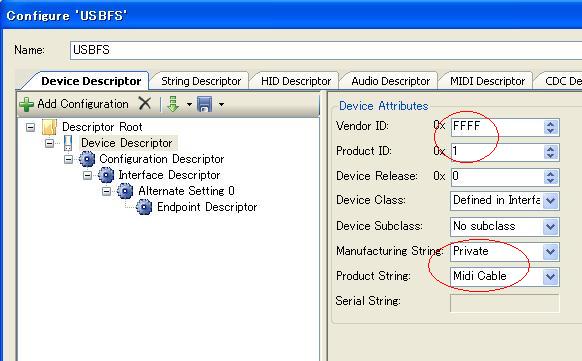 Configure 'USBFS'
Name: USBFS
Device Descriptor String Descriptor HID Descriptor Audio Descriptor MIDI Descriptor CDC De
Add Configuration
Descriptor Root
Device Descriptor
Configuration Descriptor
Interface Descriptor
Alternate Setting 0
Endpoint Descriptor
Device Attributes
Vendor ID: 0x FFFF
Product ID: 0x 1
Device Release: 0x 0
Device Class: Defined in Interfa
Device Subclass: No subclass
Manufacturing String: Private
Product String: Midi Cable
Serial String: